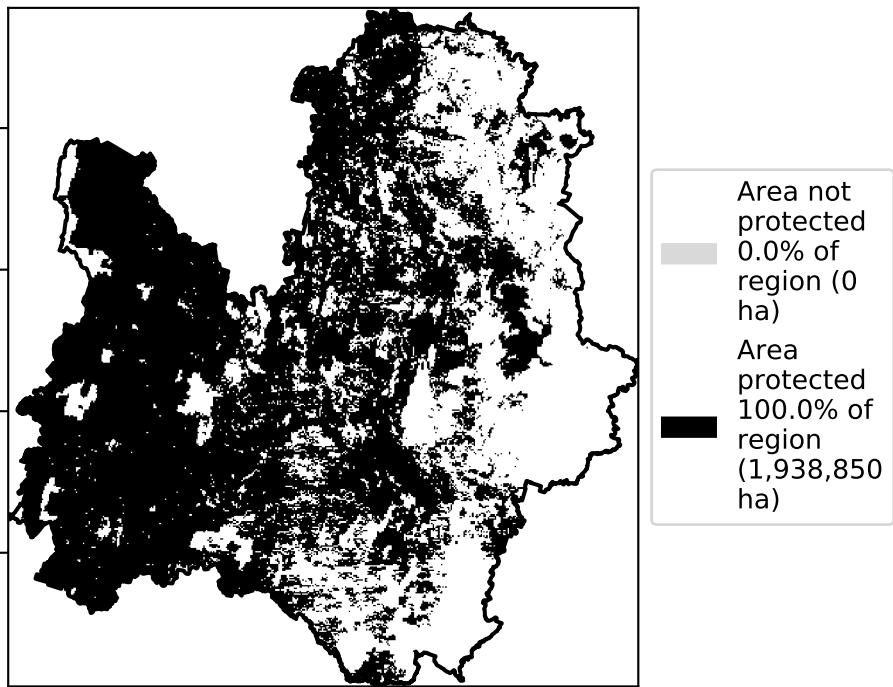 Area not
protected
0.0% of
region (0
ha)
Area
protected
100.0% of
region
(1,938,850
ha)